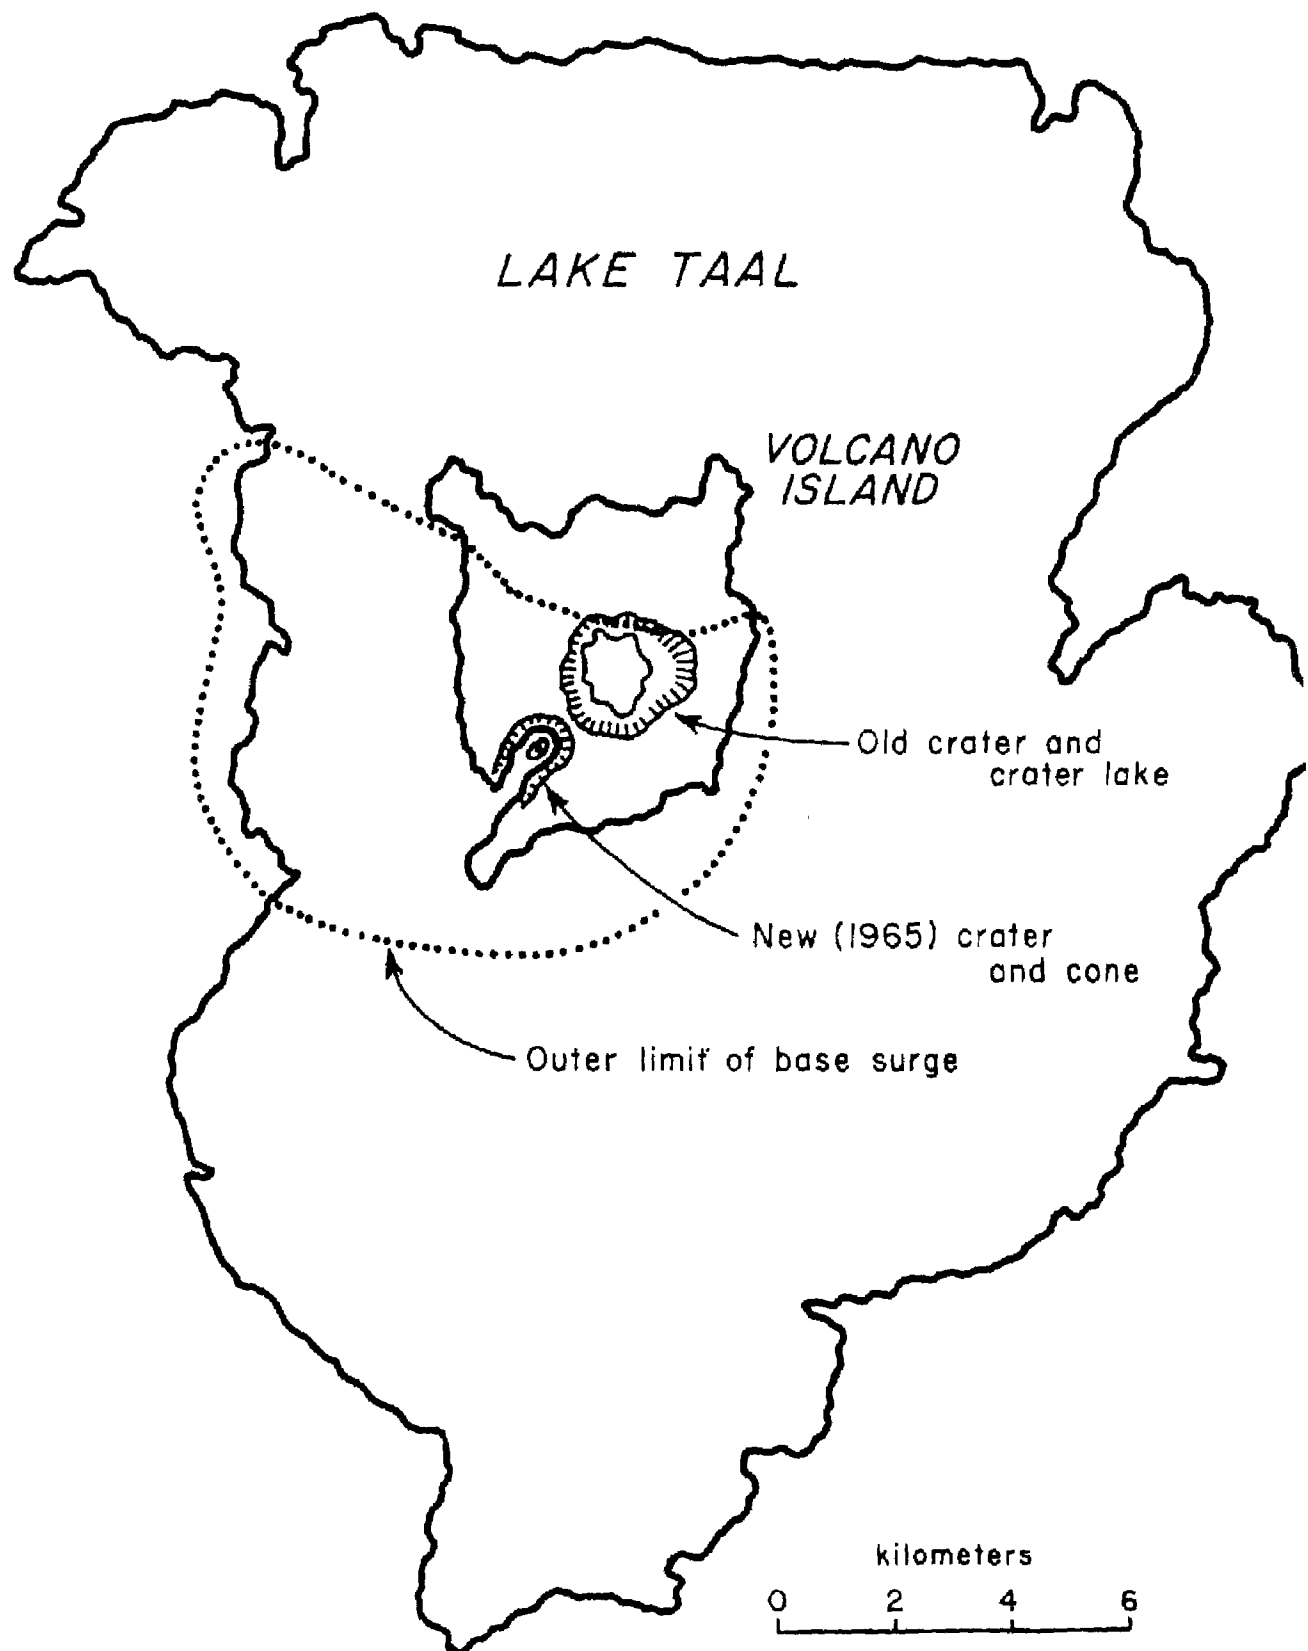 LAKE TAAL
VOLCANO
ISLAND
Old crater and
crater lake
New (1965) crater
and cone
Outer limit of base surge
kilometers
0 2 4 6